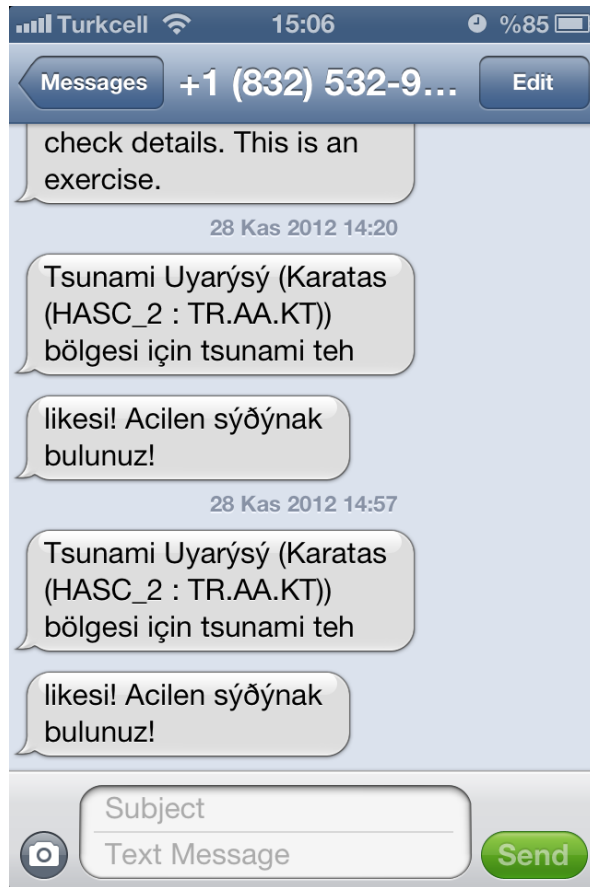 Turkcell 15:06 %85
Messages +1 (832) 532-9... Edit
check details. This is an
exercise.
28 Kas 2012 14:20
Tsunami Uyarýsý (Karatas
(HASC_2 : TR.AA.KT))
bölgesi için tsunami teh
likesi! Acilen sýðýnak
bulunuz!
28 Kas 2012 14:57
Tsunami Uyarýsý (Karatas
(HASC_2 : TR.AA.KT))
bölgesi için tsunami teh
likesi! Acilen sýðýnak
bulunuz!
Subject
Text Message
Send